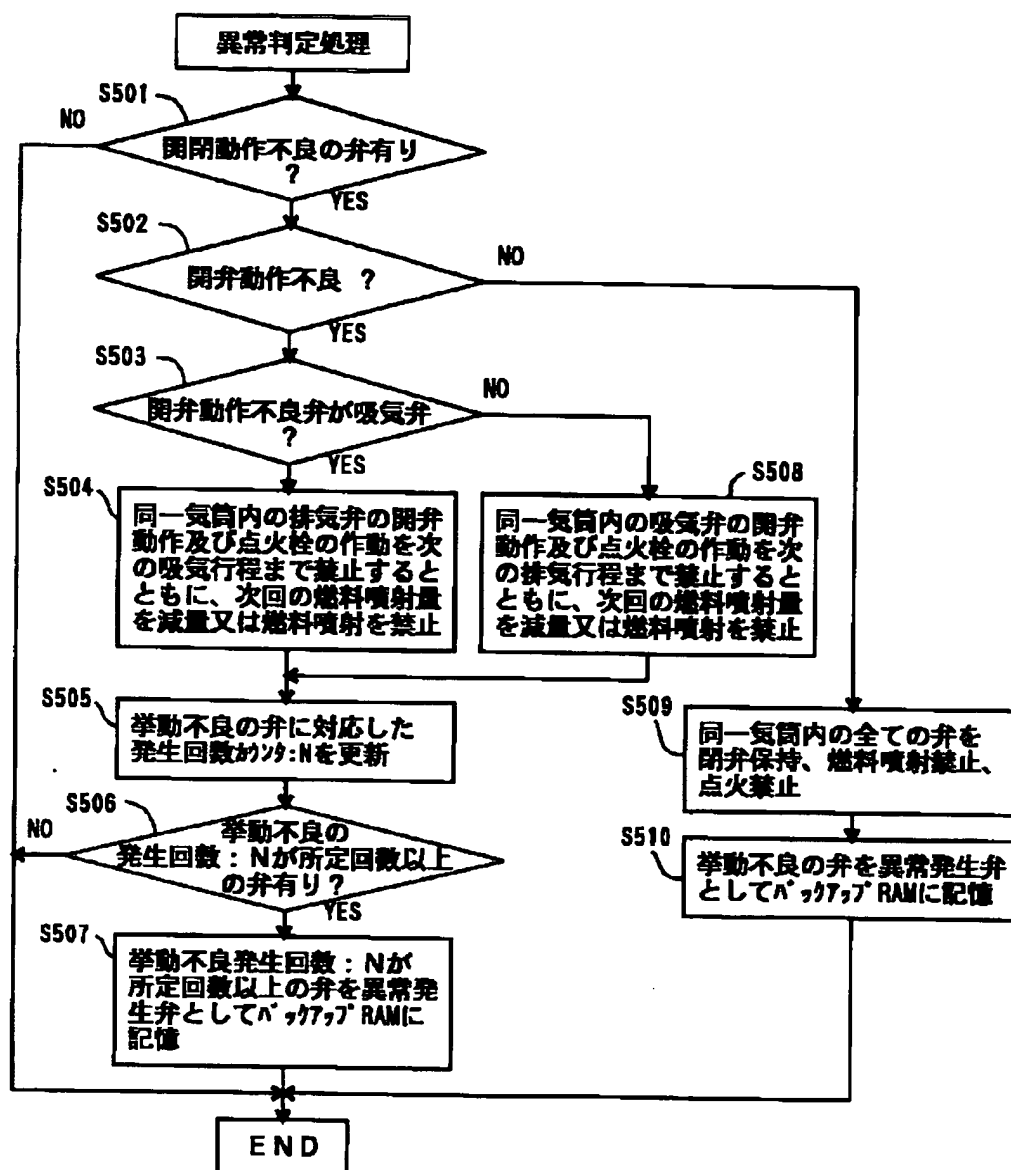 異常判定処理
S501
NO
開閉動作不良の弁有り
?
YES
S502
NO
開弁動作不良 ?
YES
S503
NO
開弁動作不良弁が吸気弁
?
YES
S504
同一気筒内の排気弁の開弁
動作及び点火栓の作動を次
の吸気行程まで禁止すると
ともに、次回の燃料噴射量
を減量又は燃料噴射を禁止
S508
同一気筒内の吸気弁の開弁
動作及び点火栓の作動を次
の排気行程まで禁止すると
ともに、次回の燃料噴射量
を減量又は燃料噴射を禁止
S505
挙動不良の弁に対応した
発生回数カウンタ:Nを更新
S509
同一気筒内の全ての弁を
閉弁保持、燃料噴射禁止、
点火禁止
S506
NO
挙動不良の
発生回数:Nが所定回数以上
の弁有り?
YES
S510
挙動不良の弁を異常発生弁
としてバックアップRAMに記憶
S507
挙動不良発生回数:Nが
所定回数以上の弁を異常発
生弁としてバックアップRAMに
記憶
END